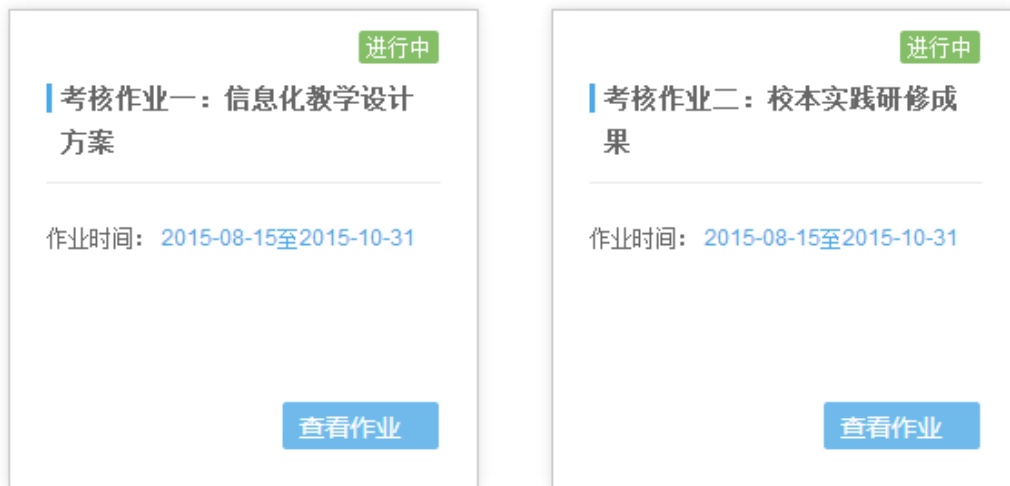 进行中
考核作业一：信息化教学设计
方案
作业时间： 2015-08-15至2015-10-31
查看作业
进行中
考核作业二：校本实践研修成
果
作业时间： 2015-08-15至2015-10-31
查看作业